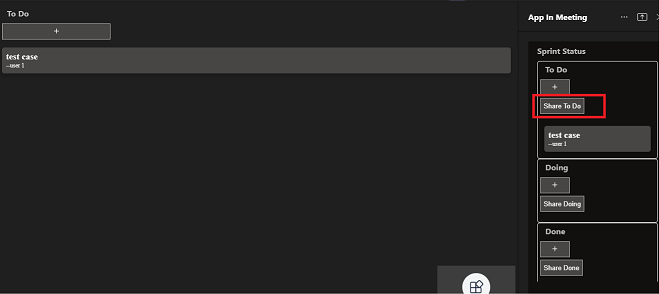 To Do
+
test case
--user 1
App In Meeting
...
Sprint Status
To Do
+
Share To Do
test case
--user 1
Doing
+
Share Doing
Done
+
Share Done